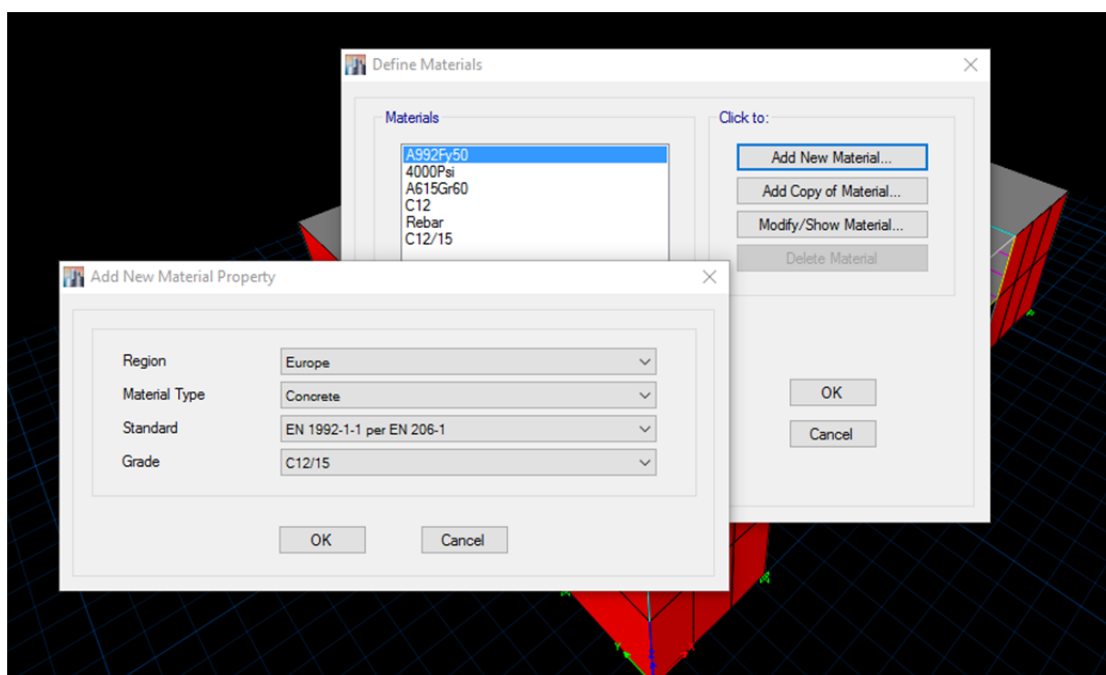 Define Materials
Materials
Click to:
A992Fy50
4000Psi
A615Gr60
C12
Rebar
C12/15
Add New Material...
Add Copy of Material...
Modify/Show Material...
Delete Material
OK
Cancel
Add New Material Property
Region Europe
Material Type Concrete
Standard EN 1992-1-1 per EN 206-1
Grade C12/15
OK Cancel